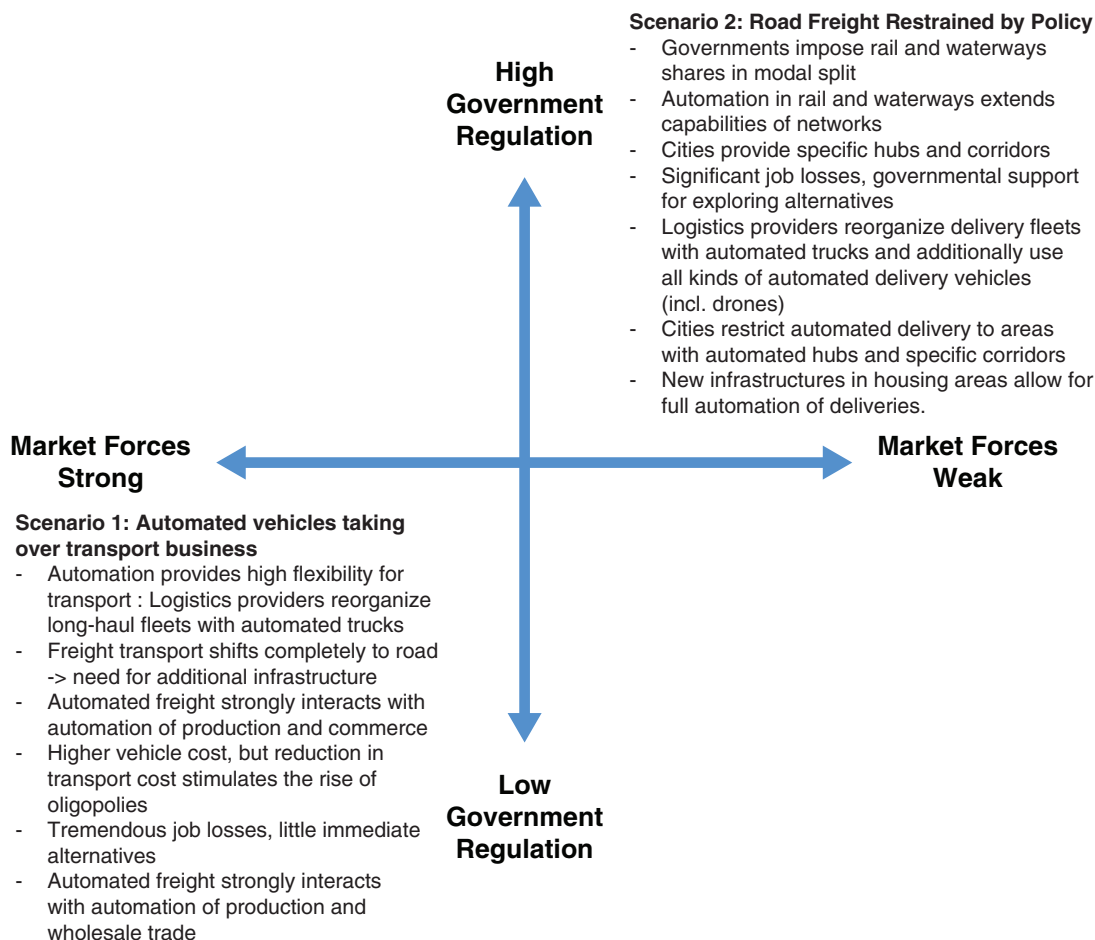 Scenario 2: Road Freight Restrained by Policy
- Governments impose rail and waterways
shares in modal split
- Automation in rail and waterways extends
capabilities of networks
- Cities provide specific hubs and corridors
- Significant job losses, governmental support
for exploring alternatives
- Logistics providers reorganize delivery fleets
with automated trucks and additionally use
all kinds of automated delivery vehicles
(incl. drones)
- Cities restrict automated delivery to areas
with automated hubs and specific corridors
- New infrastructures in housing areas allow for
full automation of deliveries.
High
Government
Regulation
Market Forces
Strong
Market Forces
Weak
Scenario 1: Automated vehicles taking
over transport business
- Automation provides high flexibility for
transport : Logistics providers reorganize
long-haul fleets with automated trucks
- Freight transport shifts completely to road
-> need for additional infrastructure
- Automated freight strongly interacts with
automation of production and commerce
- Higher vehicle cost, but reduction in
transport cost stimulates the rise of
oligopolies
- Tremendous job losses, little immediate
alternatives
- Automated freight strongly interacts
with automation of production and
wholesale trade
Low
Government
Regulation